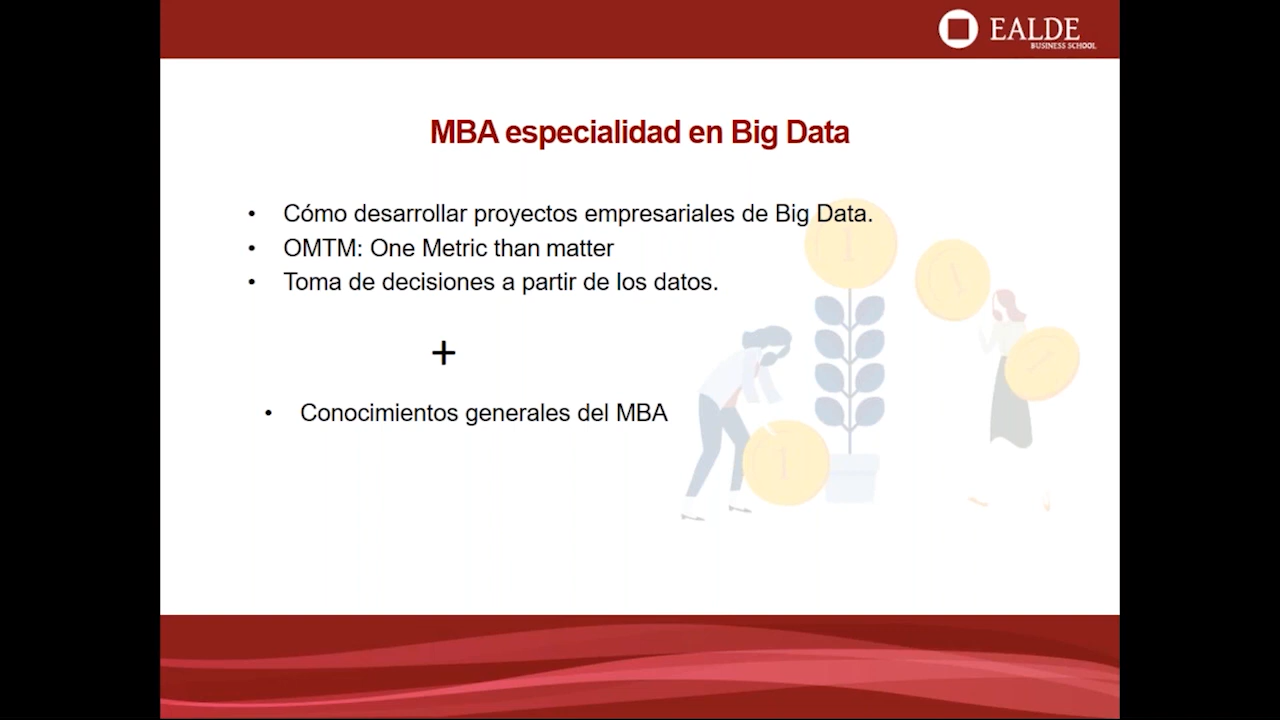 EALDE
BUSINESS SCHOOL
MBA especialidad en Big Data
• Cómo desarrollar proyectos empresariales de Big Data.
• OMTM: One Metric than matter
• Toma de decisiones a partir de los datos.
+
• Conocimientos generales del MBA